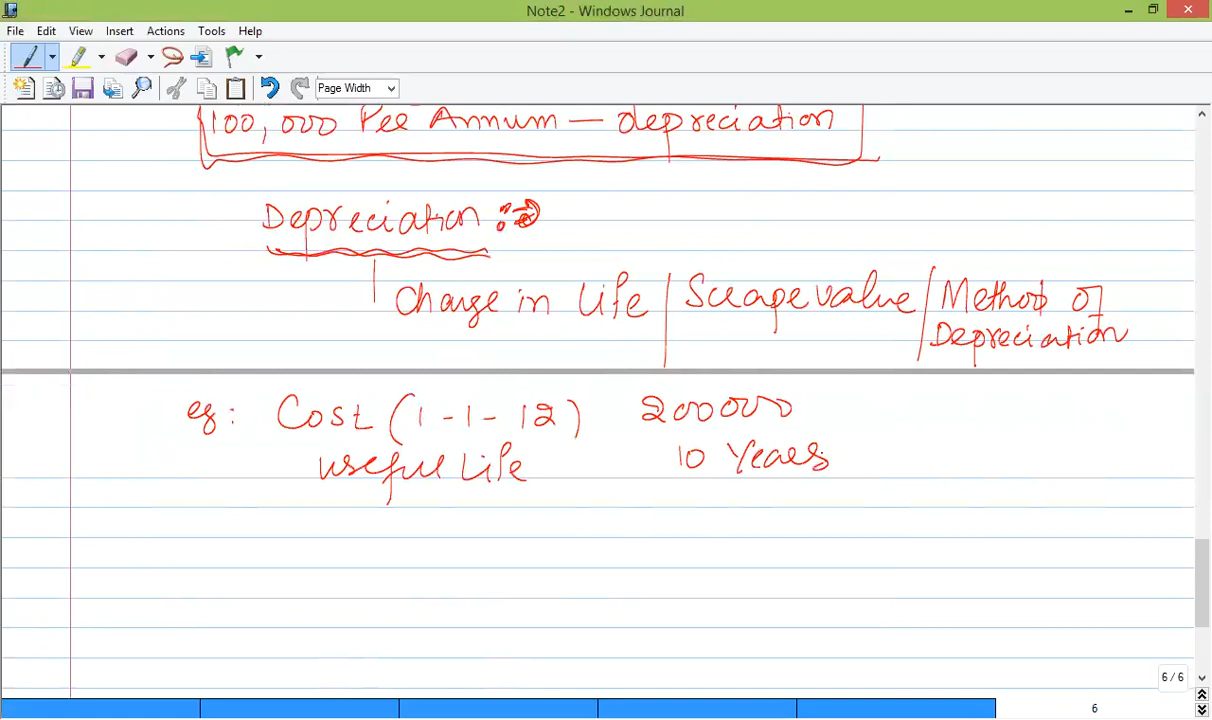 Note2 - Windows Journal
File Edit View Insert Actions Tools Help
Page Width
100,000 Per Annum — depreciation
Depreciation :⇒
Change in Life / Scrape value / Method of
Depreciation
eg: Cost (1-1-12) 200000
useful Life 10 Years
6 / 6
6